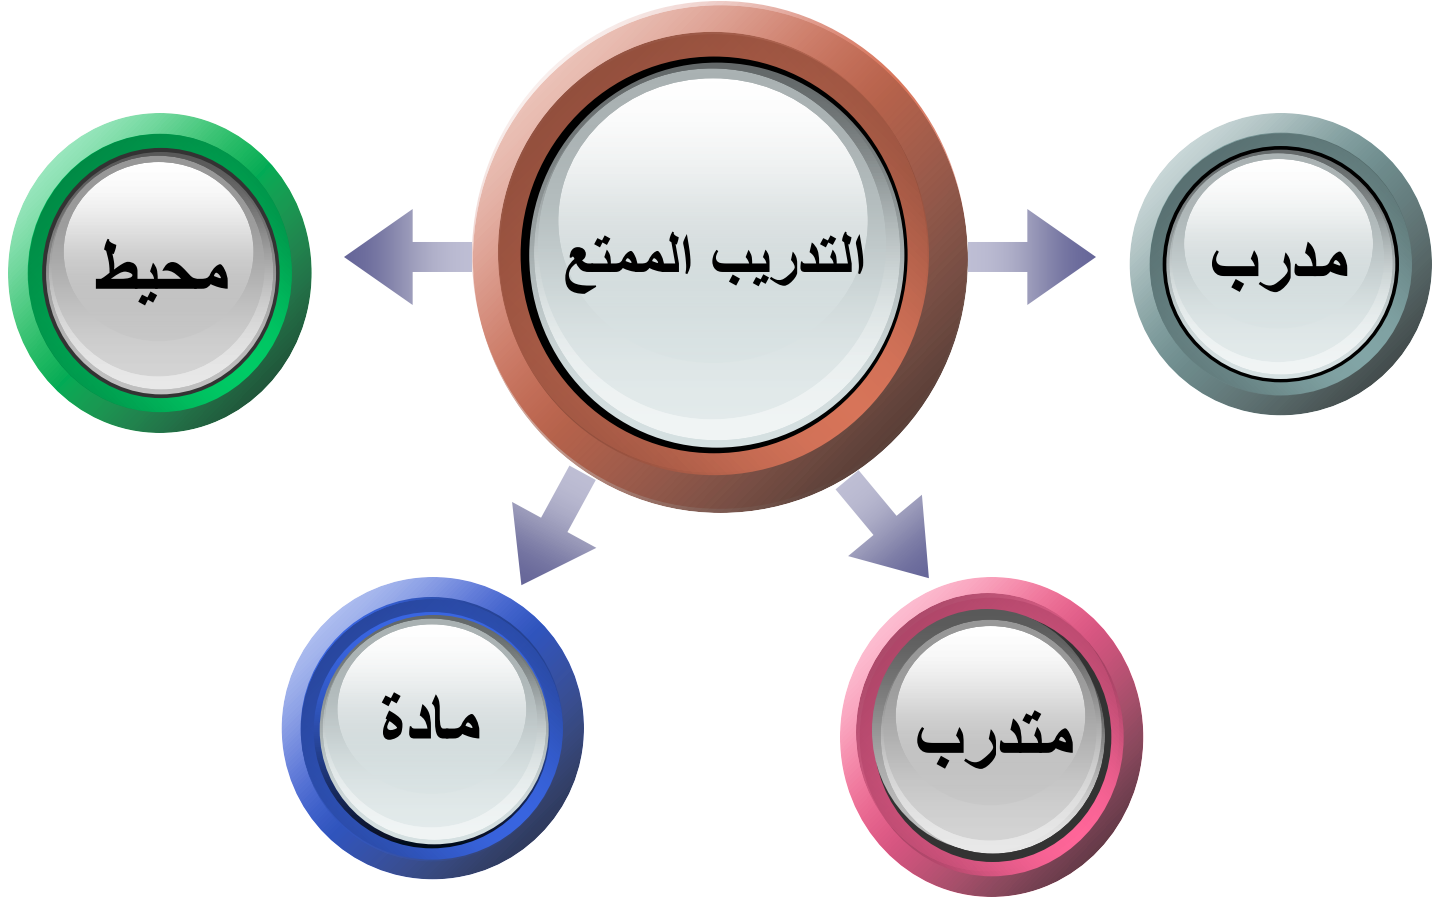 التدريب الممتع
مدرب
محيط
متدرب
مادة